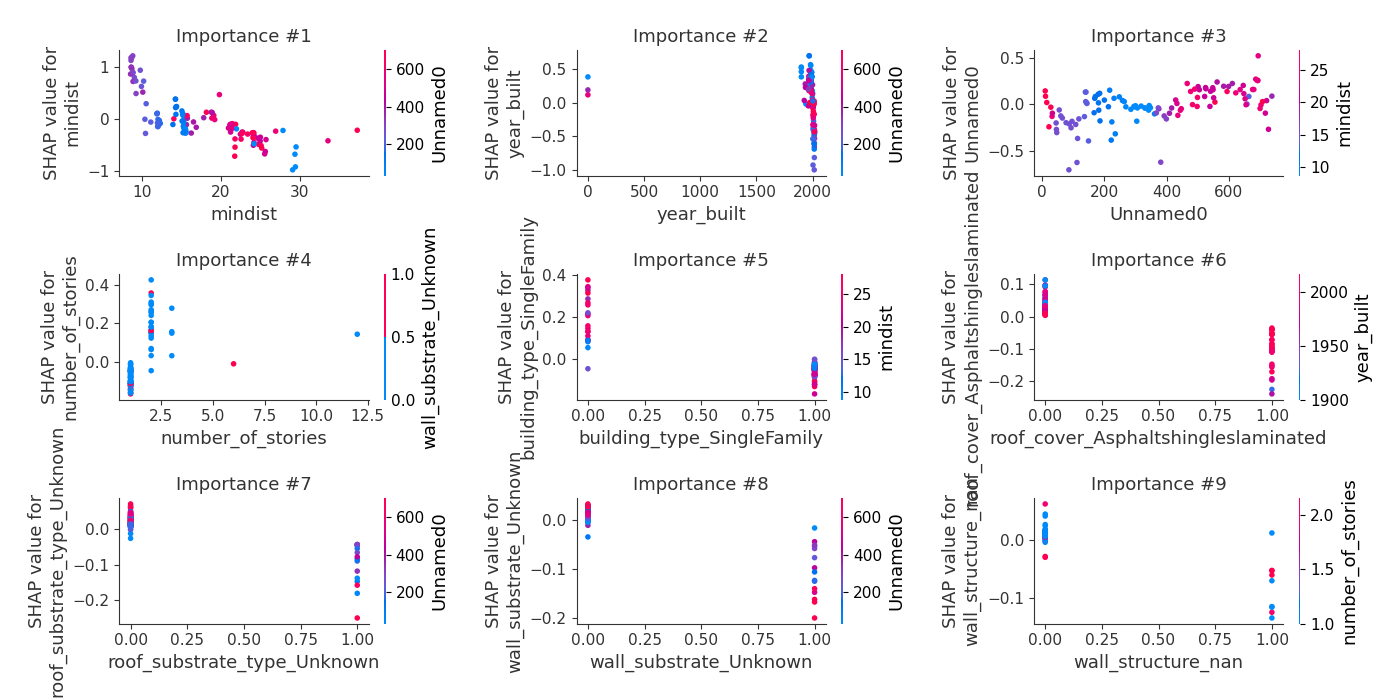 Importance #1
SHAP value for
mindist
1
0
−1
10
20
30
mindist
600
400
200
Unnamed0
Importance #2
SHAP value for
year_built
0.5
0.0
−0.5
−1.0
0
500
1000
1500
2000
year_built
600
400
200
Unnamed0
Importance #3
SHAP value for
Unnamed0
0.5
0.0
−0.5
0
200
400
600
Unnamed0
25
20
15
10
mindist
Importance #4
SHAP value for
number_of_stories
0.4
0.2
0.0
2.5
5.0
7.5
10.0
12.5
number_of_stories
1.0
0.5
0.0
wall_substrate_Unknown
Importance #5
SHAP value for
building_type_SingleFamily
0.4
0.2
0.0
0.00
0.25
0.50
0.75
1.00
building_type_SingleFamily
25
20
15
10
mindist
Importance #6
SHAP value for
roof_cover_Asphaltshingleslaminated
0.1
0.0
−0.1
−0.2
0.00
0.25
0.50
0.75
1.00
roof_cover_Asphaltshingleslaminated
2000
1950
1900
year_built
Importance #7
SHAP value for
roof_substrate_type_Unknown
0.0
−0.1
−0.2
0.00
0.25
0.50
0.75
1.00
roof_substrate_type_Unknown
600
400
200
Unnamed0
Importance #8
SHAP value for
wall_substrate_Unknown
0.0
−0.1
−0.2
0.00
0.25
0.50
0.75
1.00
wall_substrate_Unknown
600
400
200
Unnamed0
Importance #9
SHAP value for
wall_structure_nan
0.0
−0.1
0.00
0.25
0.50
0.75
1.00
wall_structure_nan
2.0
1.5
1.0
number_of_stories